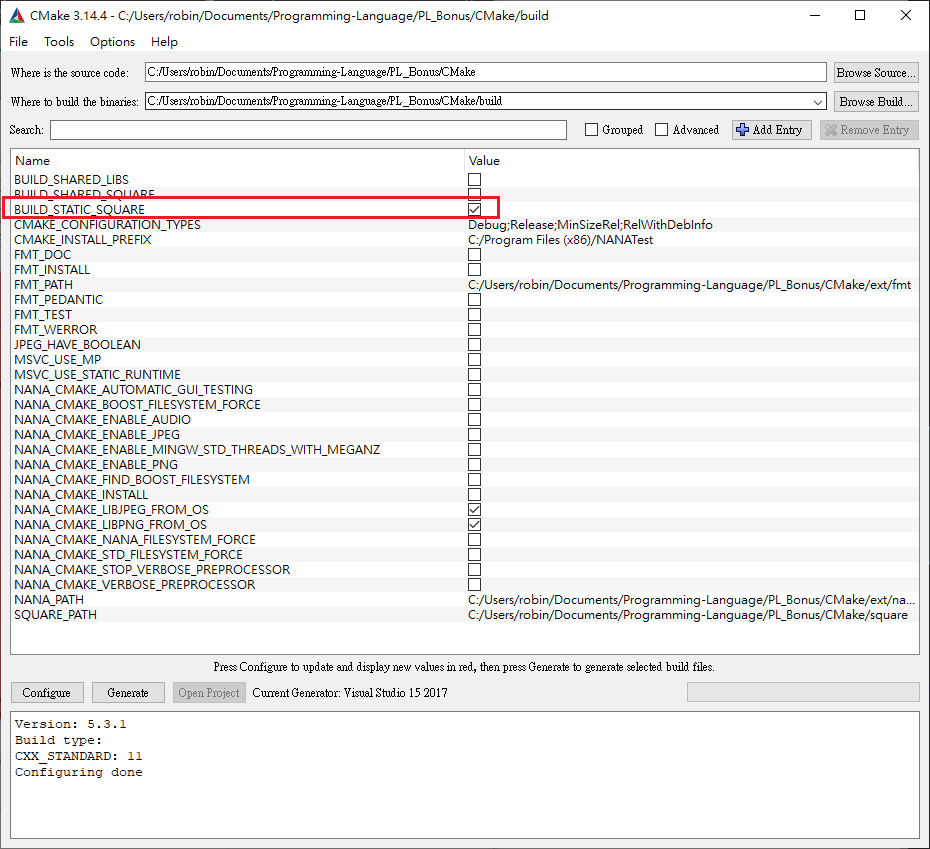 CMake 3.14.4 - C:/Users/robin/Documents/Programming-Language/PL_Bonus/CMake/build
File Tools Options Help
Where is the source code: C:/Users/robin/Documents/Programming-Language/PL_Bonus/CMake Browse Source...
Where to build the binaries: C:/Users/robin/Documents/Programming-Language/PL_Bonus/CMake/build Browse Build...
Search: Grouped Advanced Add Entry Remove Entry
Name Value
BUILD_SHARED_LIBS
BUILD_SHARED_SQUARE
BUILD_STATIC_SQUARE
CMAKE_CONFIGURATION_TYPES Debug;Release;MinSizeRel;RelWithDebInfo
CMAKE_INSTALL_PREFIX C:/Program Files (x86)/NANATest
FMT_DOC
FMT_INSTALL
FMT_PATH C:/Users/robin/Documents/Programming-Language/PL_Bonus/CMake/ext/fmt
FMT_PEDANTIC
FMT_TEST
FMT_WERROR
JPEG_HAVE_BOOLEAN
MSVC_USE_MP
MSVC_USE_STATIC_RUNTIME
NANA_CMAKE_AUTOMATIC_GUI_TESTING
NANA_CMAKE_BOOST_FILESYSTEM_FORCE
NANA_CMAKE_ENABLE_AUDIO
NANA_CMAKE_ENABLE_JPEG
NANA_CMAKE_ENABLE_MINGW_STD_THREADS_WITH_MEGANZ
NANA_CMAKE_ENABLE_PNG
NANA_CMAKE_FIND_BOOST_FILESYSTEM
NANA_CMAKE_INSTALL
NANA_CMAKE_LIBJPEG_FROM_OS
NANA_CMAKE_LIBPNG_FROM_OS
NANA_CMAKE_NANA_FILESYSTEM_FORCE
NANA_CMAKE_STD_FILESYSTEM_FORCE
NANA_CMAKE_STOP_VERBOSE_PREPROCESSOR
NANA_CMAKE_VERBOSE_PREPROCESSOR
NANA_PATH C:/Users/robin/Documents/Programming-Language/PL_Bonus/CMake/ext/na...
SQUARE_PATH C:/Users/robin/Documents/Programming-Language/PL_Bonus/CMake/square
Press Configure to update and display new values in red, then press Generate to generate selected build files.
Configure Generate Open Project Current Generator: Visual Studio 15 2017
Version: 5.3.1
Build type:
CXX_STANDARD: 11
Configuring done